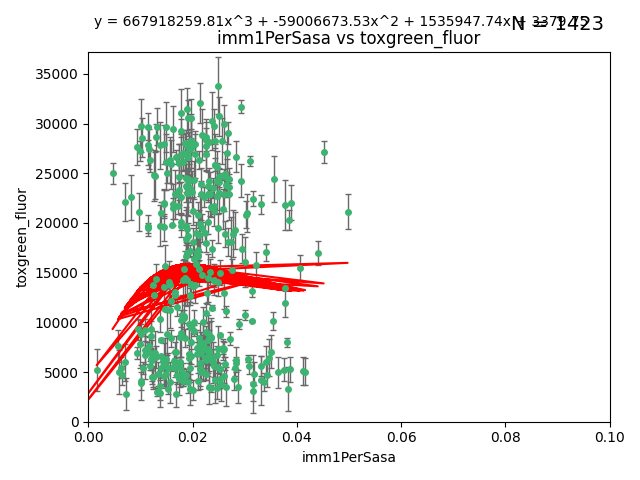 y = 667918259.81x^3 + -59006673.53x^2 + 1535947.74x +
N = 1423
imm1PerSasa vs toxgreen_fluor
toxgreen_fluor
35000
30000
25000
20000
15000
10000
5000
0
0.00 0.02 0.04 0.06 0.08 0.10
imm1PerSasa